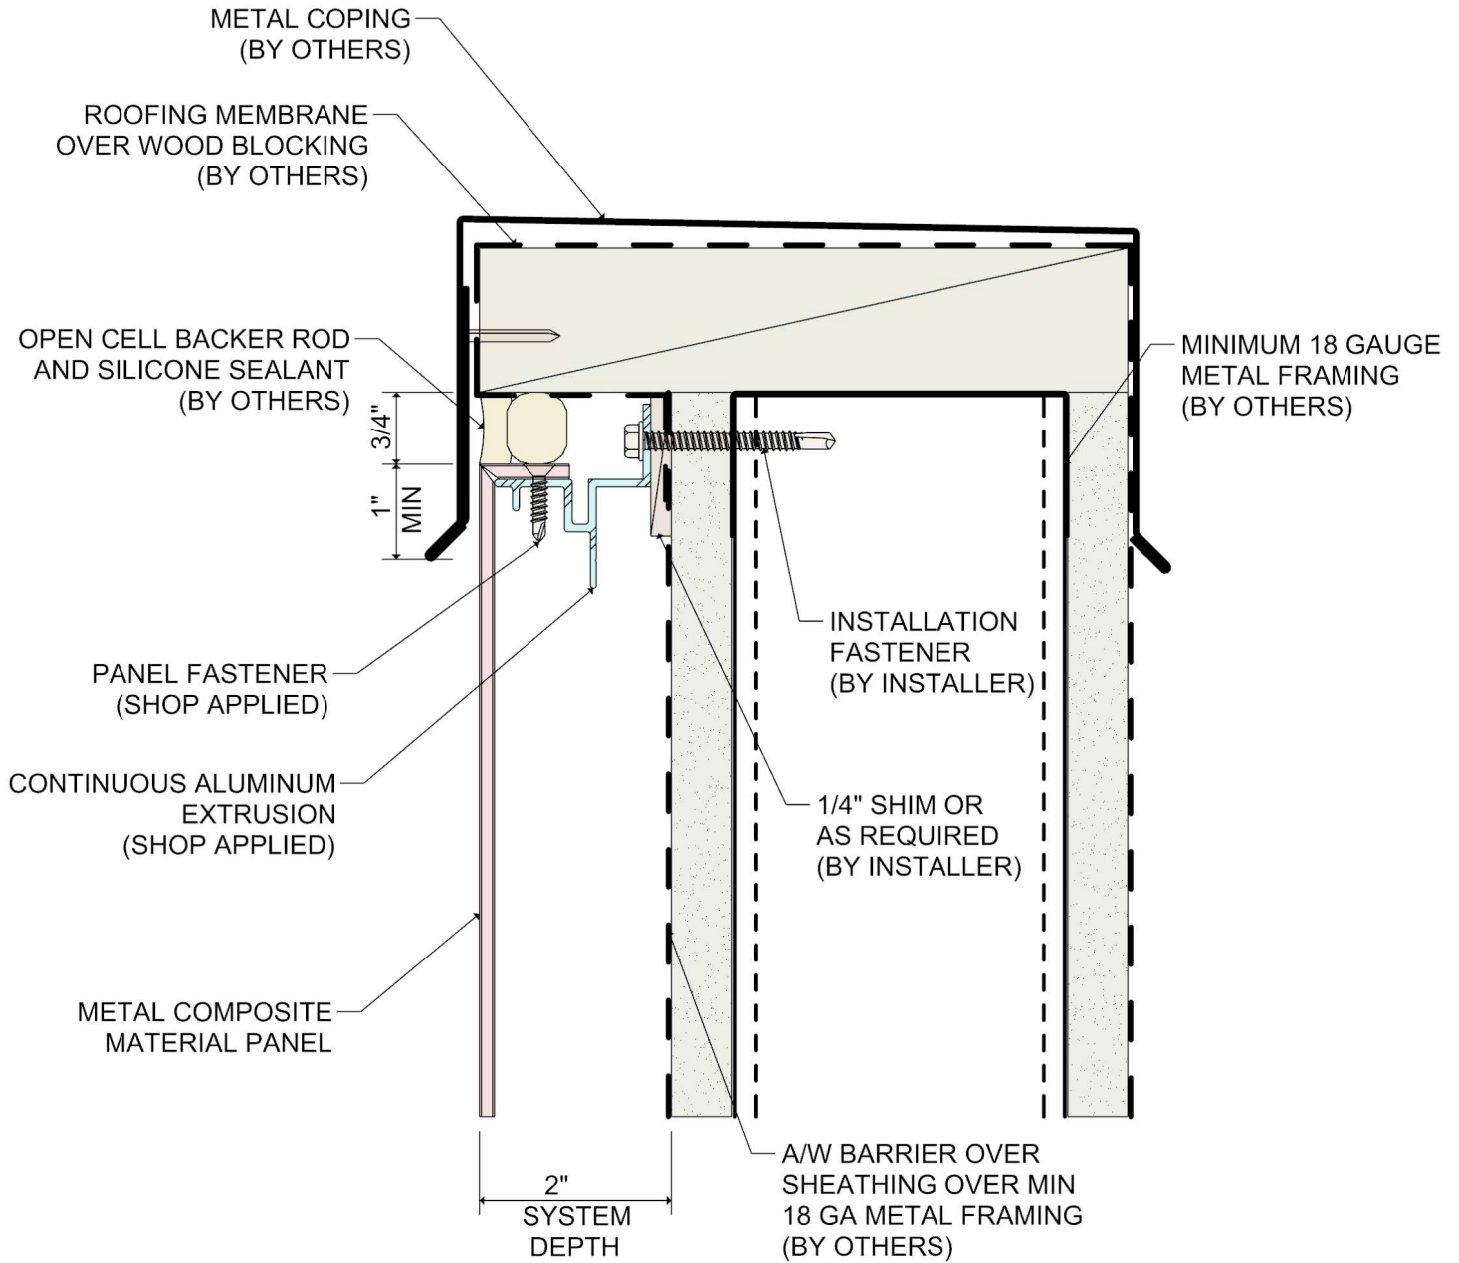 METAL COPING
(BY OTHERS)
ROOFING MEMBRANE
OVER WOOD BLOCKING
(BY OTHERS)
OPEN CELL BACKER ROD
AND SILICONE SEALANT
(BY OTHERS)
3/4"
1"
MIN
MINIMUM 18 GAUGE
METAL FRAMING
(BY OTHERS)
PANEL FASTENER
(SHOP APPLIED)
INSTALLATION
FASTENER
(BY INSTALLER)
CONTINUOUS ALUMINUM
EXTRUSION
(SHOP APPLIED)
1/4" SHIM OR
AS REQUIRED
(BY INSTALLER)
METAL COMPOSITE
MATERIAL PANEL
2"
SYSTEM
DEPTH
A/W BARRIER OVER
SHEATHING OVER MIN
18 GA METAL FRAMING
(BY OTHERS)